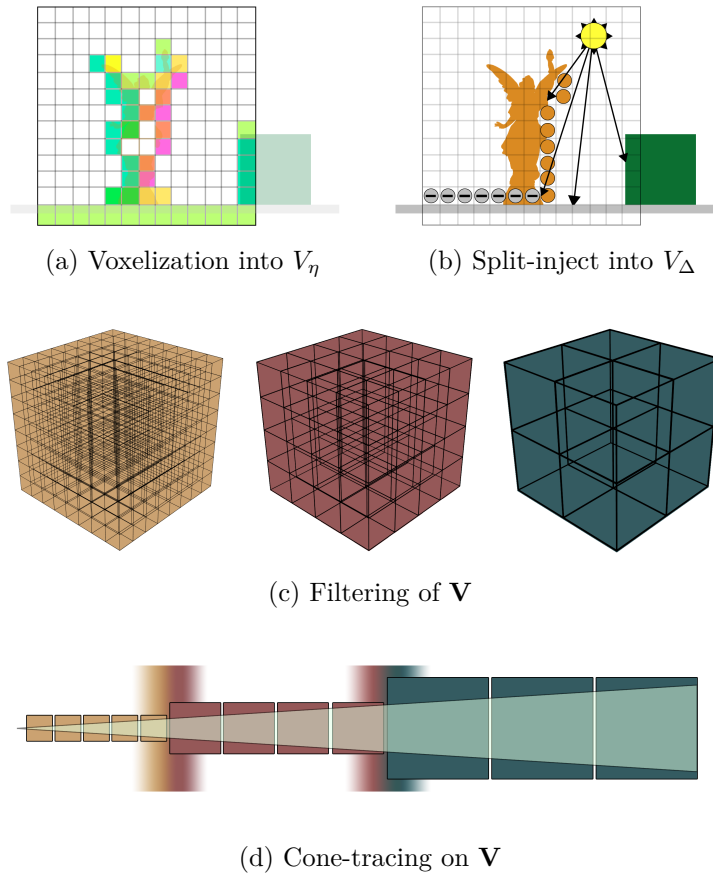 (a) Voxelization into V_η
(b) Split-inject into V_Δ
(c) Filtering of V
(d) Cone-tracing on V